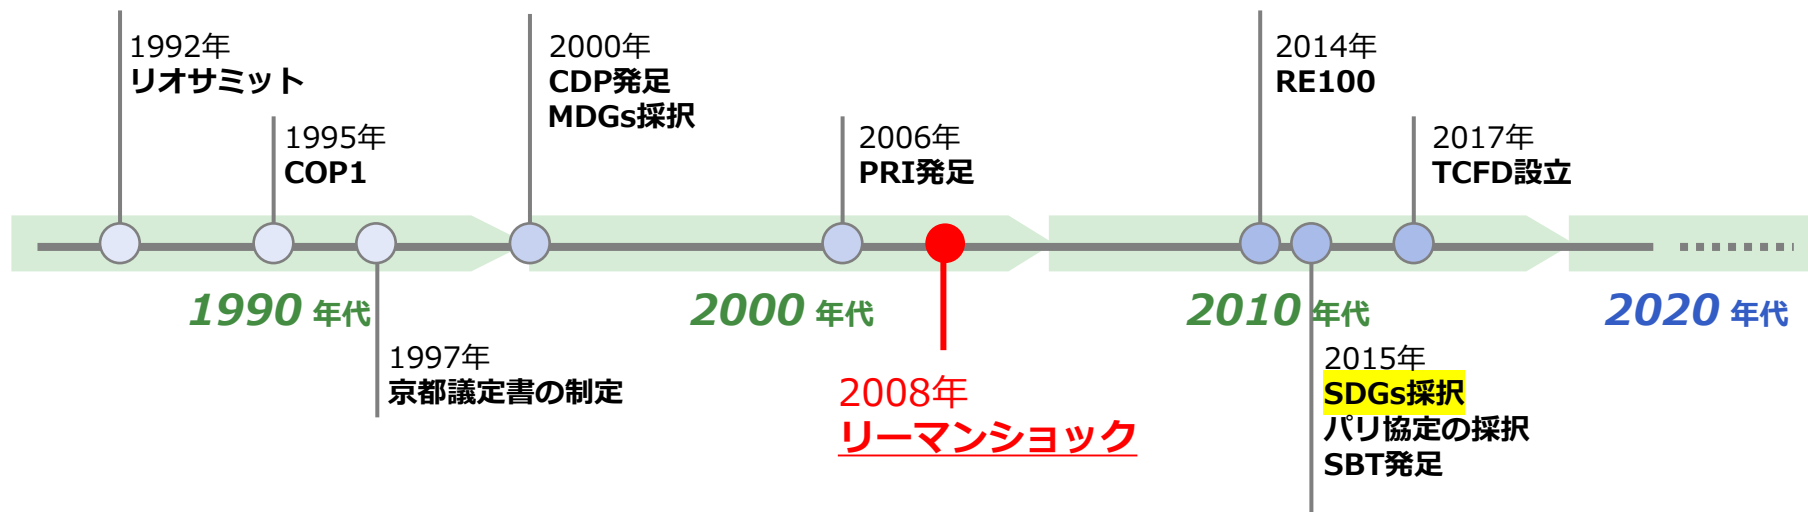 1992年
リオサミット
1995年
COP1
2000年
CDP発足
MDGs採択
2006年
PRI発足
2014年
RE100
2017年
TCFD設立
1990 年代
2000 年代
2010 年代
2020 年代
1997年
京都議定書の制定
2008年
リーマンショック
2015年
SDGs採択
パリ協定の採択
SBT発足